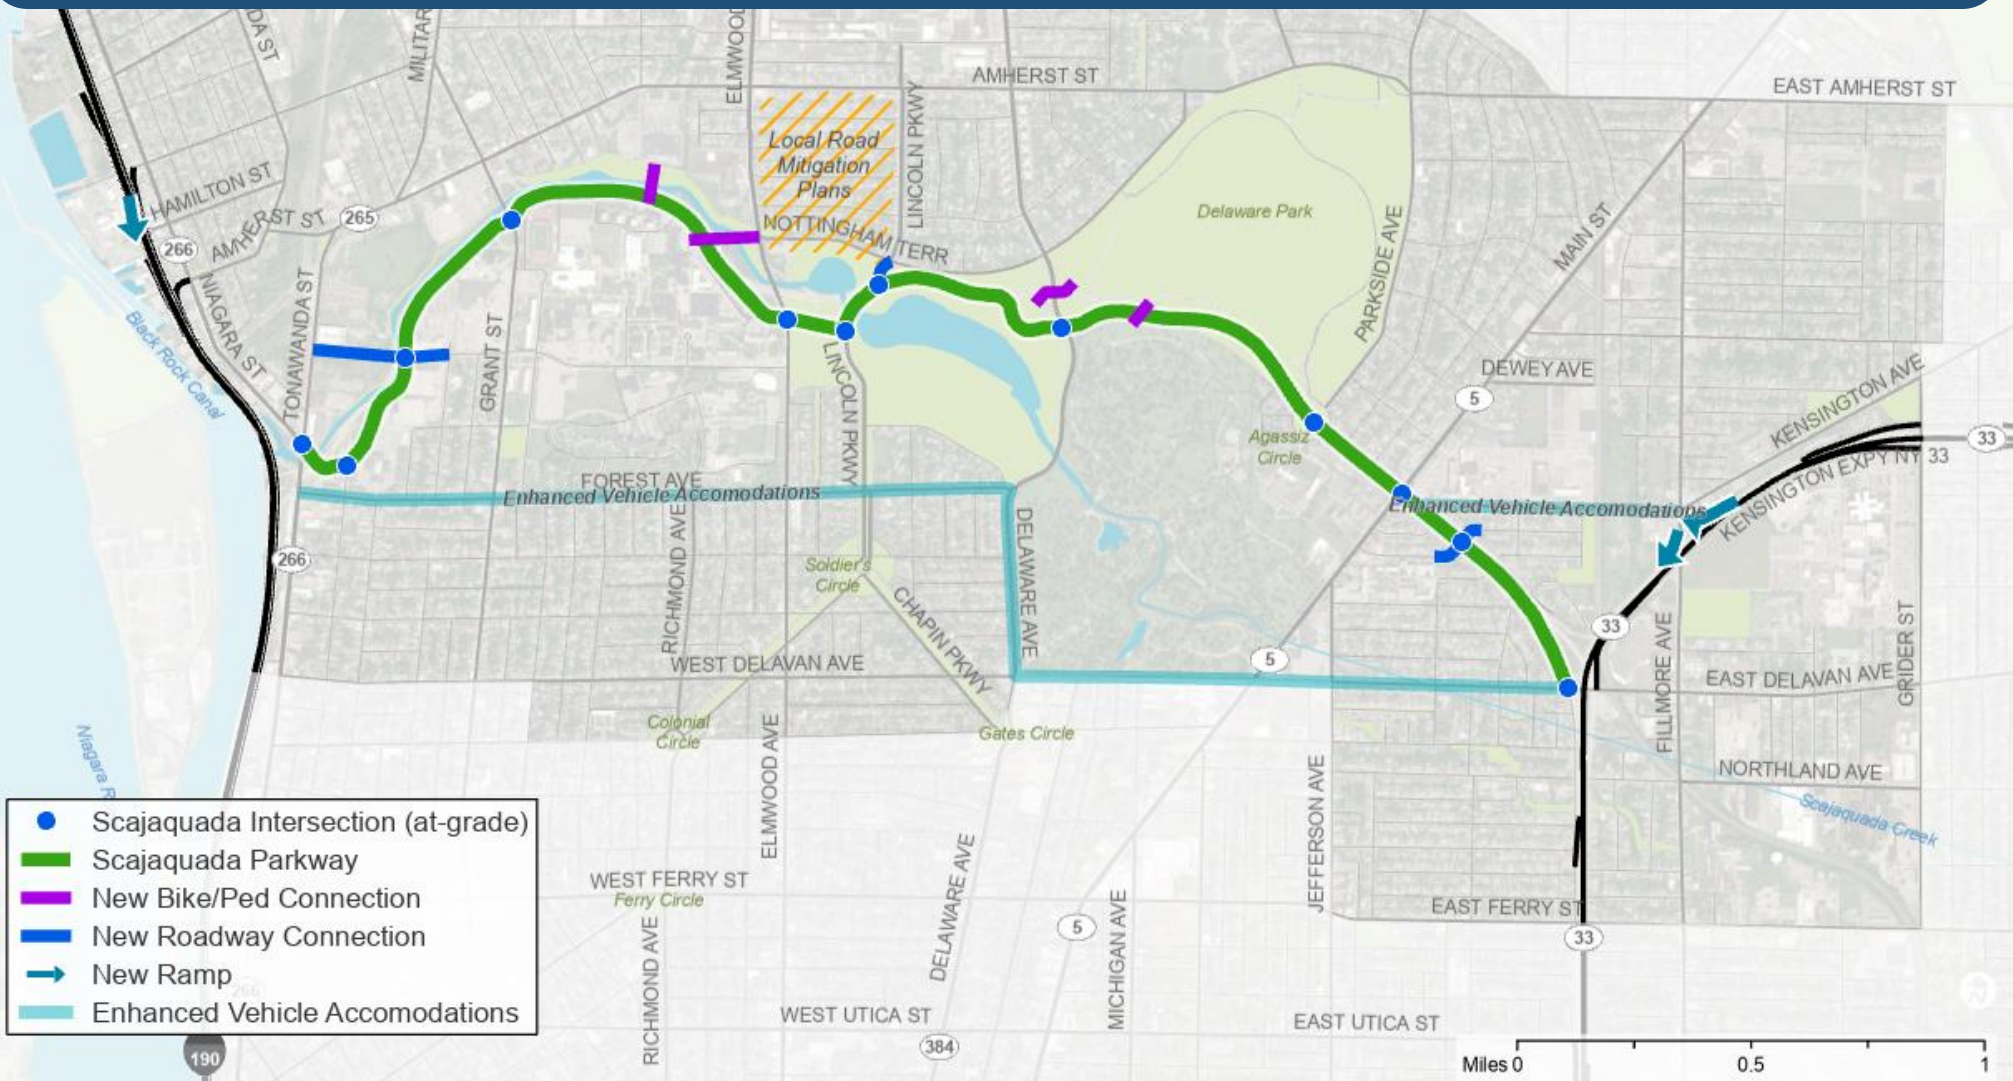 AMHERST ST
EAST AMHERST ST
ELMWOOD
LINCOLN PKWY
Local Road
Mitigation
Plans
HAMILTON ST
AMHERST ST
265
266
NOTTINGHAM TERR
Delaware Park
PARKSIDE AVE
MAIN ST
NIAGARA ST
TONAWANDA ST
Black Rock Canal
GRANT ST
LINCOLN PKWY
DEWEY AVE
5
KENSINGTON AVE
33
KENSINGTON EXPY NY 33
Agassiz
Circle
FOREST AVE
Enhanced Vehicle Accomodations
Enhanced Vehicle Accomodations
266
RICHMOND AVE
Soldier's
Circle
CHAPIN PKWY
DELAWARE AVE
33
FILLMORE AVE
GRIDER ST
WEST DELAVAN AVE
5
EAST DELAVAN AVE
Colonial
Circle
Gates Circle
ELMWOOD AVE
Niagara R
JEFFERSON AVE
NORTHLAND AVE
Scajaquada Creek
WEST FERRY ST
Ferry Circle
DELAWARE AVE
MICHIGAN AVE
5
EAST FERRY ST
33
RICHMOND AVE
WEST UTICA ST
EAST UTICA ST
384
266
190
Scajaquada Intersection (at-grade)
Scajaquada Parkway
New Bike/Ped Connection
New Roadway Connection
New Ramp
Enhanced Vehicle Accomodations
Miles 0 0.5 1